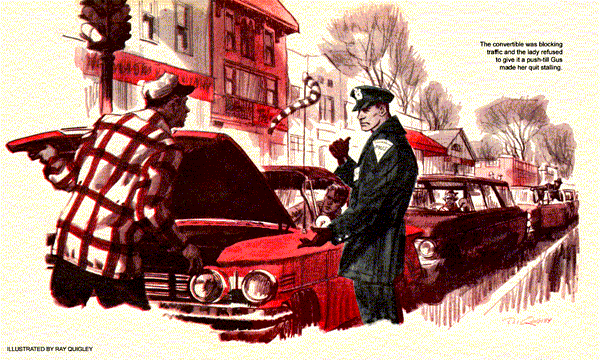 The convertible was blocking
traffic and the lady refused
to give it a push-till Gus
made her quit stalling.
ILLUSTRATED BY RAY QUIGLEY